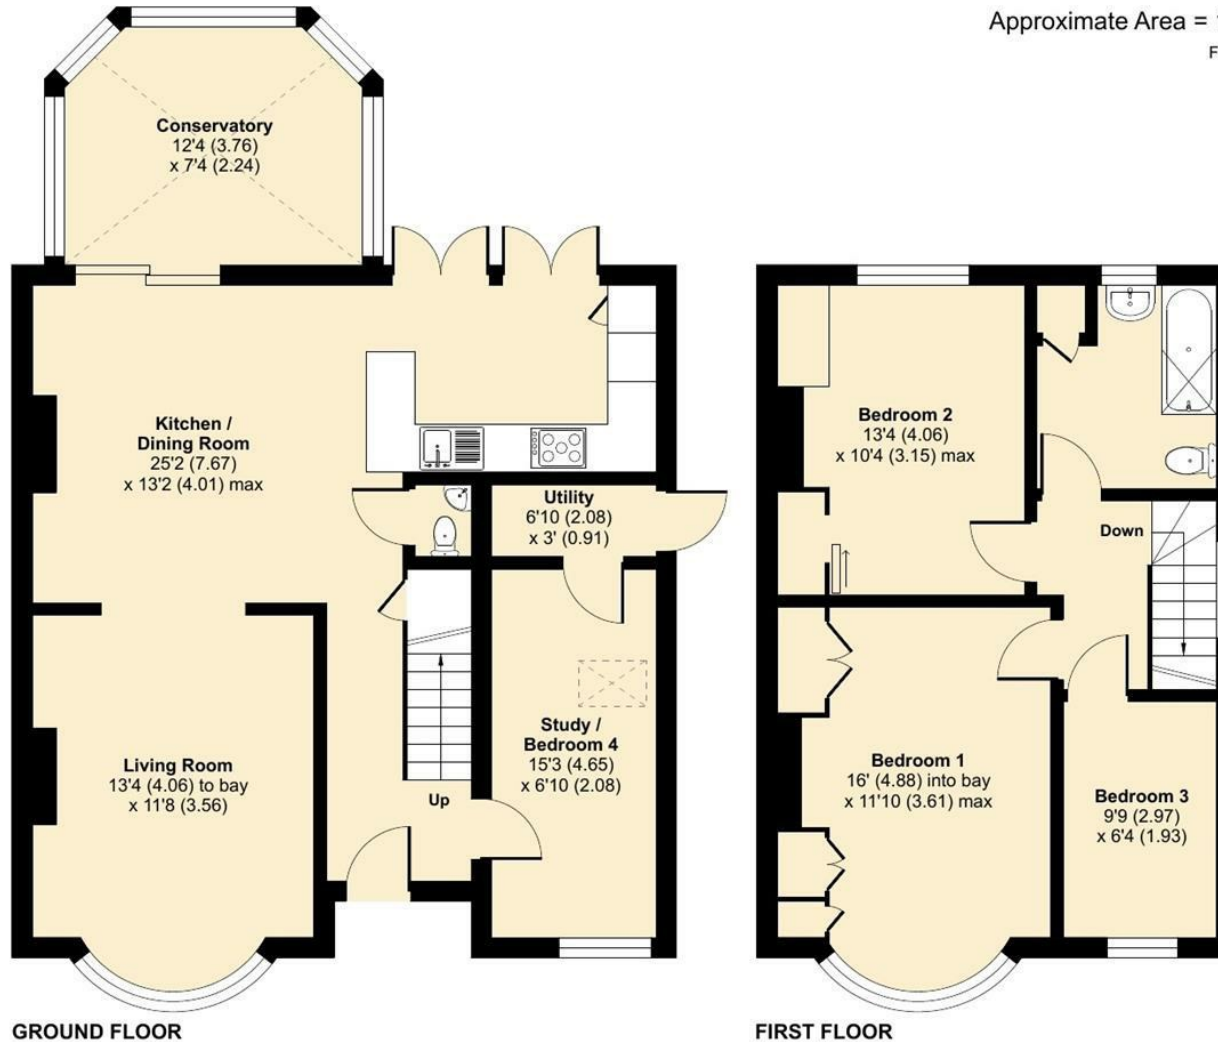 Approximate Area =
F
Conservatory
12'4 (3.76)
x 7'4 (2.24)
Kitchen /
Dining Room
25'2 (7.67)
x 13'2 (4.01) max
Utility
6'10 (2.08)
x 3' (0.91)
Living Room
13'4 (4.06) to bay
x 11'8 (3.56)
Up
Study /
Bedroom 4
15'3 (4.65)
x 6'10 (2.08)
GROUND FLOOR
Bedroom 2
13'4 (4.06)
x 10'4 (3.15) max
Down
Bedroom 1
16' (4.88) into bay
x 11'10 (3.61) max
Bedroom 3
9'9 (2.97)
x 6'4 (1.93)
FIRST FLOOR